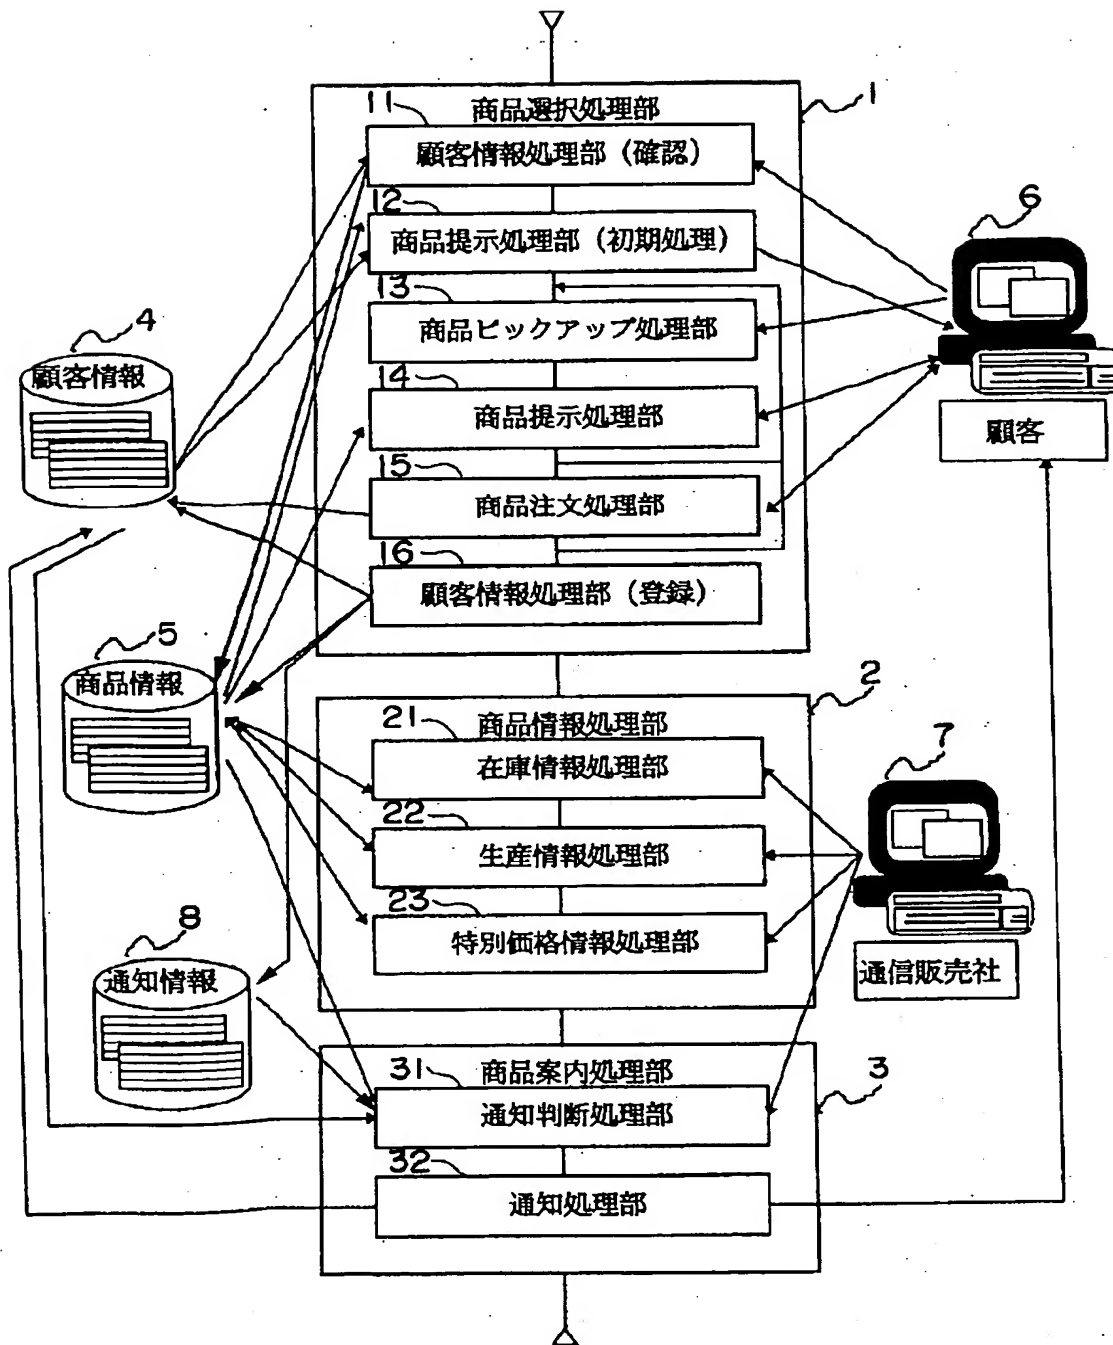 商品選択処理部
1
11
顧客情報処理部（確認）
12
商品提示処理部（初期処理）
6
13
商品ピックアップ処理部
4
顧客情報
14
商品提示処理部
顧客
15
商品注文処理部
16
顧客情報処理部（登録）
5
商品情報
2
商品情報処理部
21
在庫情報処理部
7
22
生産情報処理部
23
特別価格情報処理部
通信販売社
8
通知情報
商品案内処理部
3
31
通知判断処理部
32
通知処理部